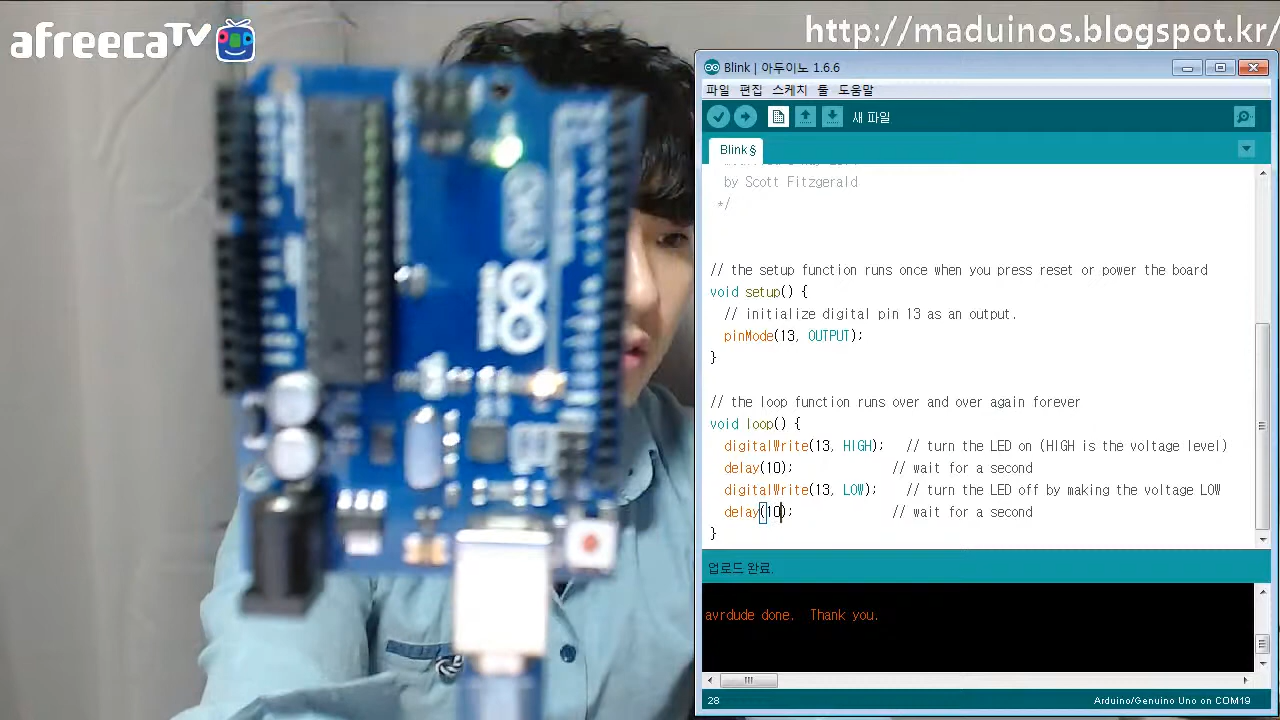 afreecaTV
http://maduinos.blogspot.kr/
Blink | 아두이노 1.6.6
파일 편집 스케치 툴 도움말
새 파일
Blink§
by Scott Fitzgerald
*/
// the setup function runs once when you press reset or power the board
void setup() {
// initialize digital pin 13 as an output.
pinMode(13, OUTPUT);
}
// the loop function runs over and over again forever
void loop() {
digitalWrite(13, HIGH); // turn the LED on (HIGH is the voltage level)
delay(10); // wait for a second
digitalWrite(13, LOW); // turn the LED off by making the voltage LOW
delay(10); // wait for a second
}
업로드 완료.
avrdude done. Thank you.
28
Arduino/Genuino Uno on COM19